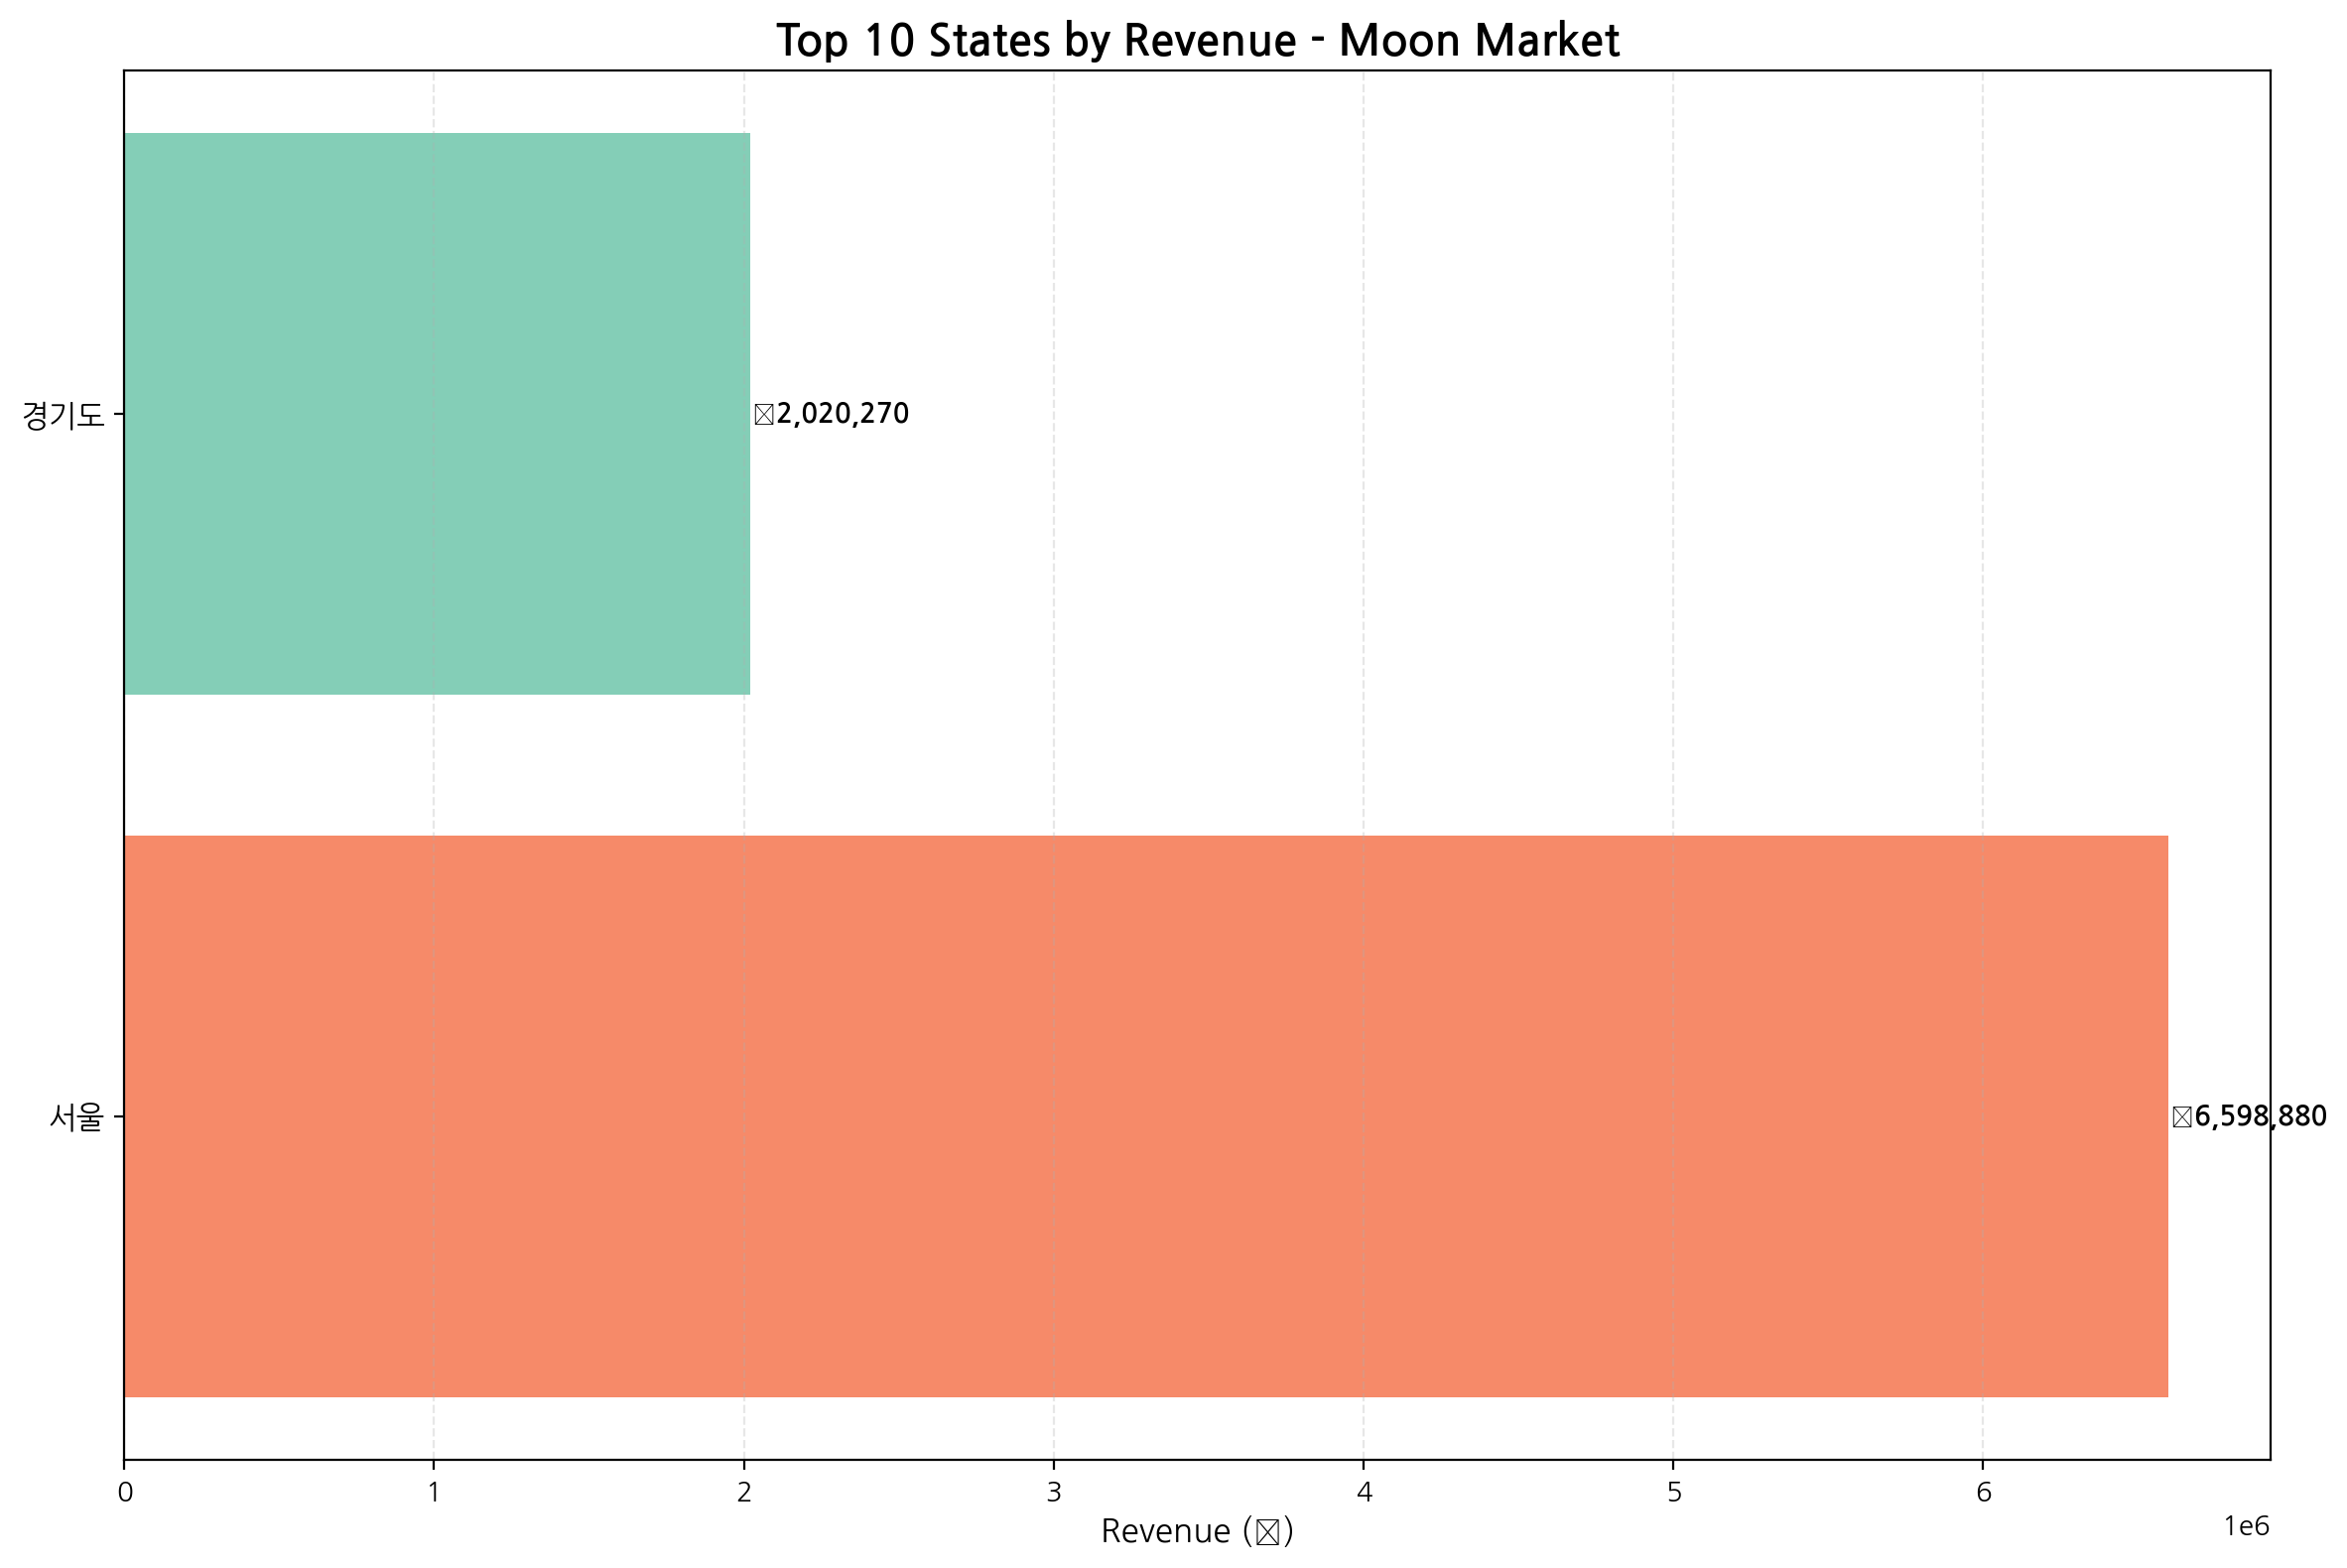 Top 10 States by Revenue - Moon Market
경기도
2,020,270
서울
6,598,880
0 1 2 3 4 5 6
1e6
Revenue ()